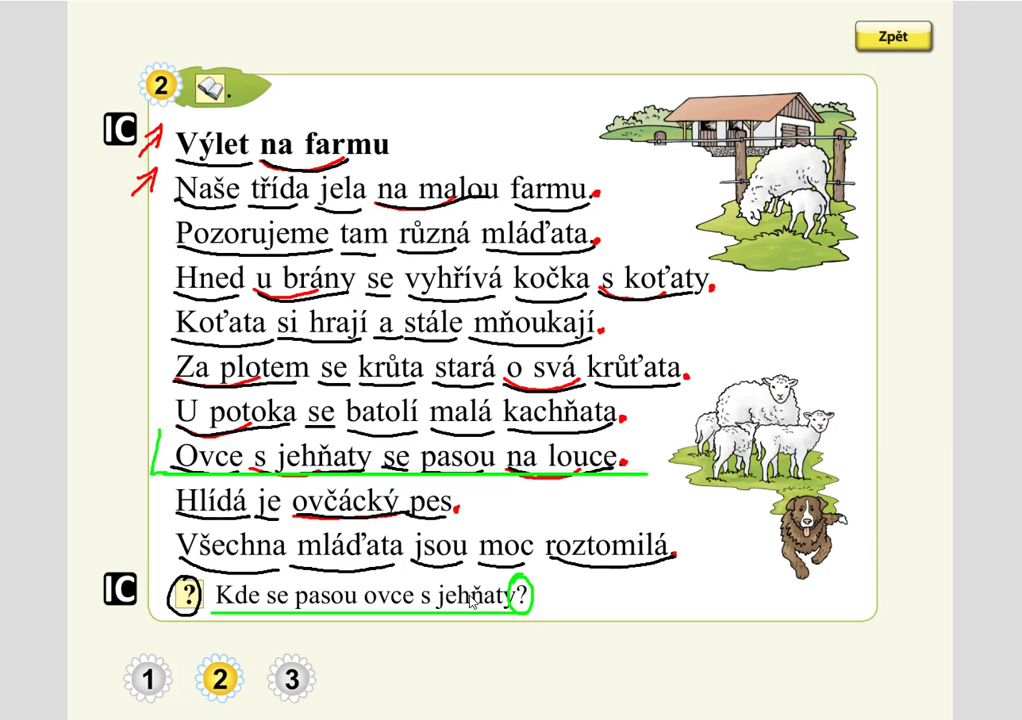 Zpět
2 .
IC
Výlet na farmu
Naše třída jela na malou farmu.
Pozorujeme tam různá mláďata.
Hned u brány se vyhřívá kočka s koťaty.
Koťata si hrají a stále mňoukají.
Za plotem se krůta stará o svá krůťata.
U potoka se batolí malá kachňata.
Ovce s jehňaty se pasou na louce.
Hlídá je ovčácký pes.
Všechna mláďata jsou moc roztomilá.
IC
? Kde se pasou ovce s jehňaty?
1 2 3